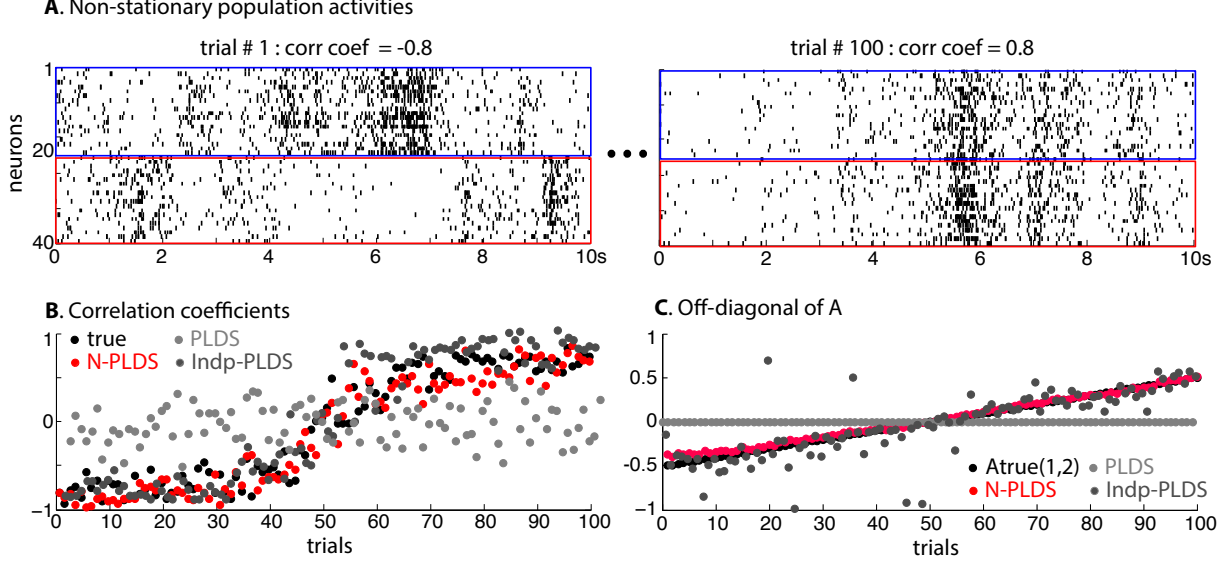 A. Non-stationary population activities
trial # 1 : corr coef = -0.8
trial # 100 : corr coef = 0.8
neurons
1
20
40
0 2 4 6 8 10s
0 2 4 6 8 10s
B. Correlation coefficients
true
PLDS
N-PLDS
Indp-PLDS
1
0
−1
0 10 20 30 40 50 60 70 80 90 100
trials
C. Off-diagonal of A
1
0.5
0
-0.5
−1
Atrue(1,2)
PLDS
N-PLDS
Indp-PLDS
0 10 20 30 40 50 60 70 80 90 100
trials